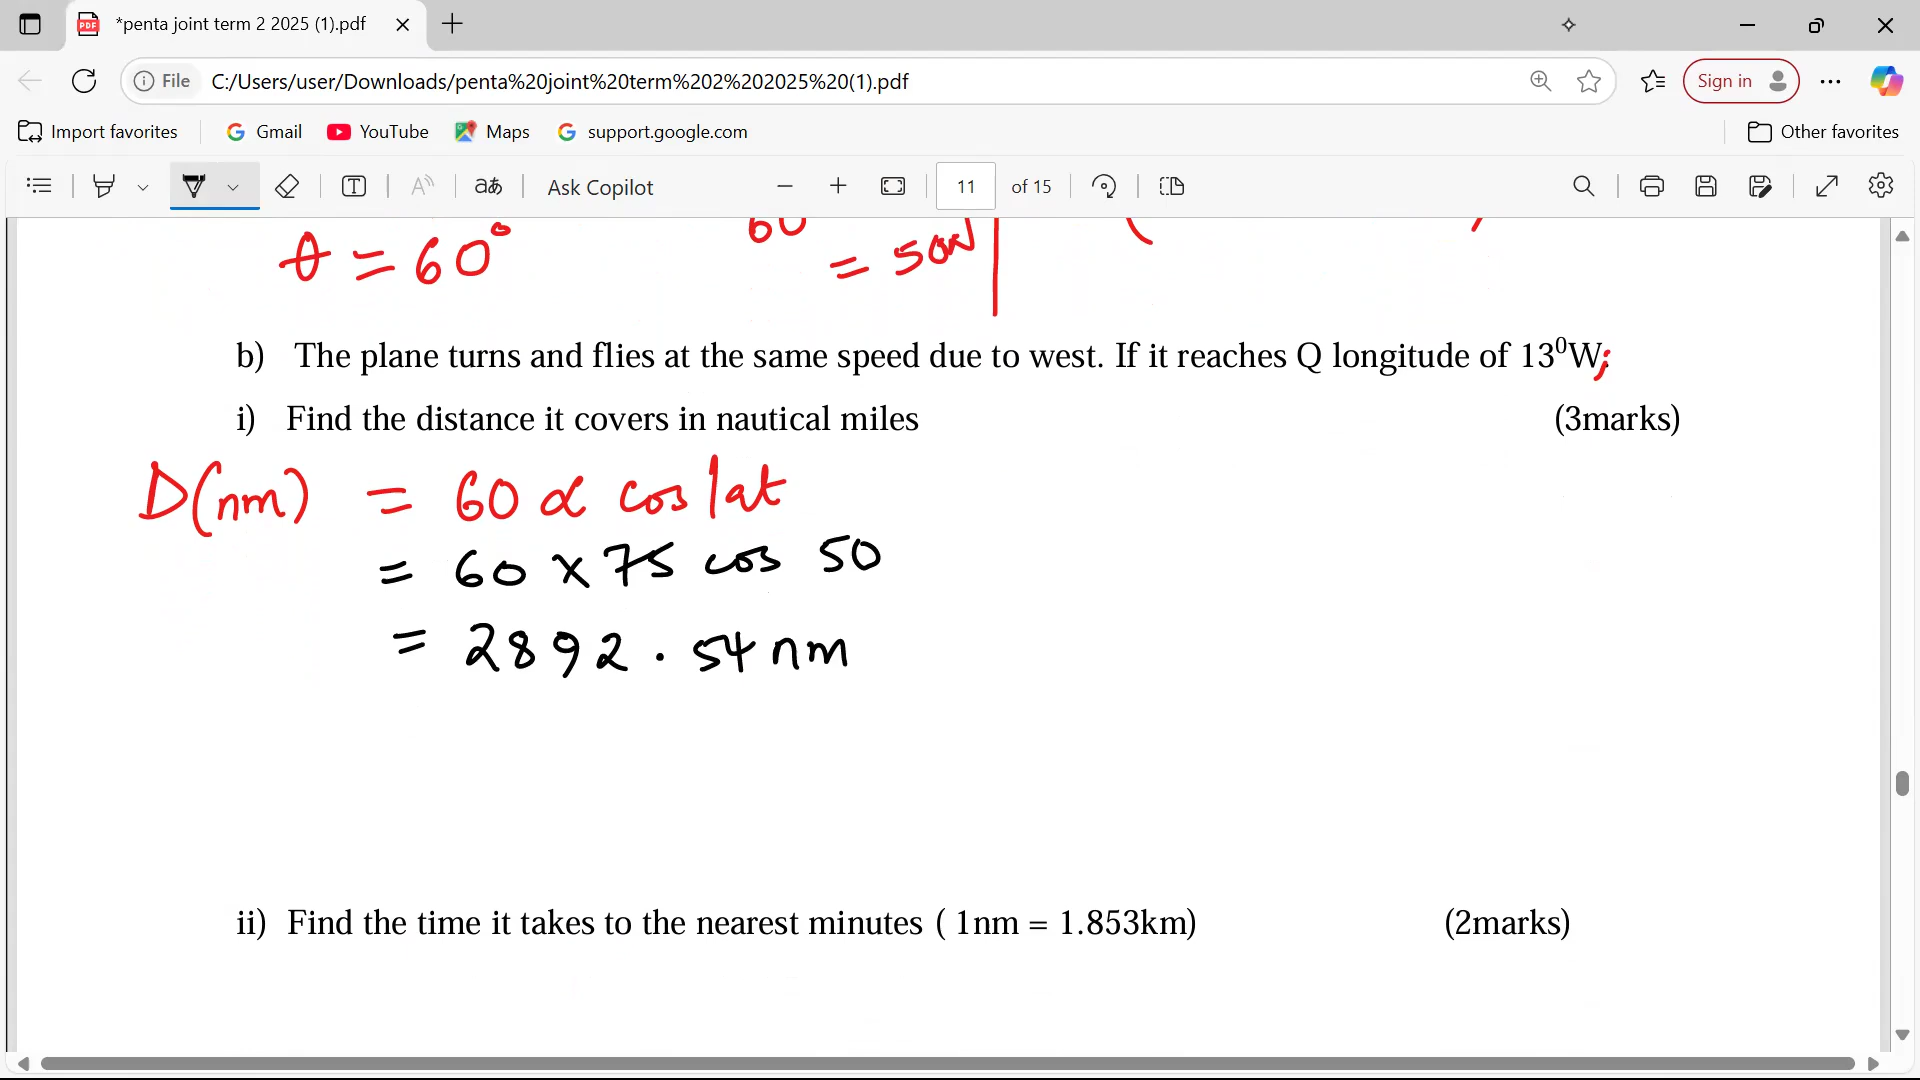 *penta joint term 2 2025 (1).pdf
File C:/Users/user/Downloads/penta%20joint%20term%202%202025%20(1).pdf
Sign in
Import favorites Gmail YouTube Maps support.google.com Other favorites
Ask Copilot 11 of 15
θ = 60°
b) The plane turns and flies at the same speed due to west. If it reaches Q longitude of 13⁰W;
i) Find the distance it covers in nautical miles (3marks)
D(nm) = 60 α cos lat
= 60 × 75 cos 50
= 2892.54 nm
ii) Find the time it takes to the nearest minutes ( 1nm = 1.853km) (2marks)